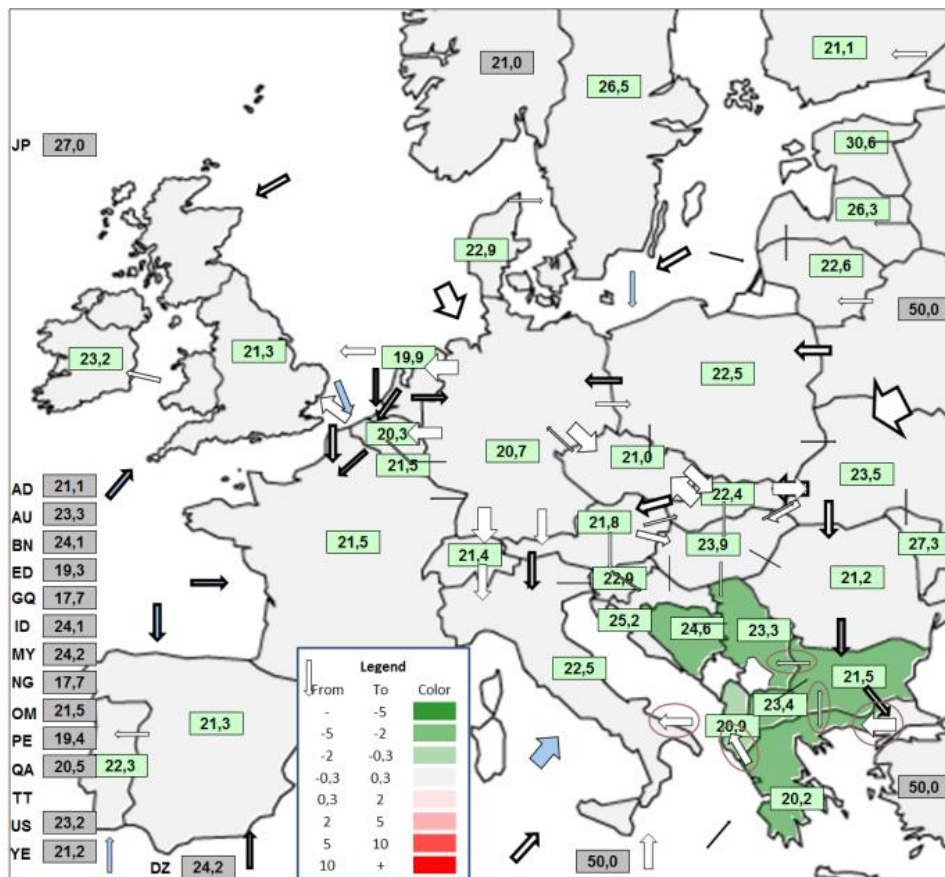 21,0
26,5
21,1
JP 27,0
30,6
26,3
22,9
22,6
50,0
23,2
21,3
19,9
22,5
20,3
20,7
21,0
21,5
23,5
22,4
AD 21,1
AU 23,3
BN 24,1
ED 19,3
GQ 17,7
ID 24,1
MY 24,2
NG 17,7
OM 21,5
PE 19,4
QA 20,5
TT
US 23,2
YE 21,2
21,5
21,4
21,8
23,9
27,3
21,2
22,9
25,2
24,6
23,3
22,5
21,5
23,4
20,9
21,3
22,3
20,2
50,0
DZ 24,2
50,0
Legend
From To Color
- -5
-5 -2
-2 -0,3
-0,3 0,3
0,3 2
2 5
5 10
10 +